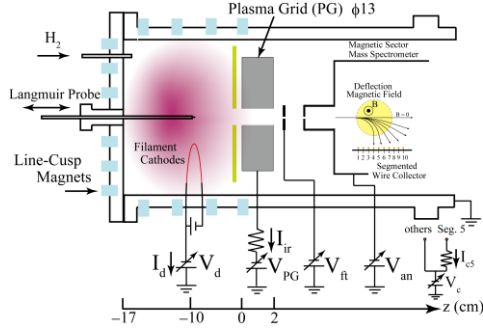 Plasma Grid (PG) ϕ13
H2
Magnetic Sector
Mass Spectrometer
Langmuir Probe
Deflection
Magnetic Field
B
B = 0
Filament
Cathodes
1 2 3 4 5 6 7 8 9 10
Line-Cusp
Magnets
Segmented
Wire Collector
others Seg. 5
Id Vd Iir VPG Vft Van Ic5 Vc
-17 -10 0 2 z (cm)